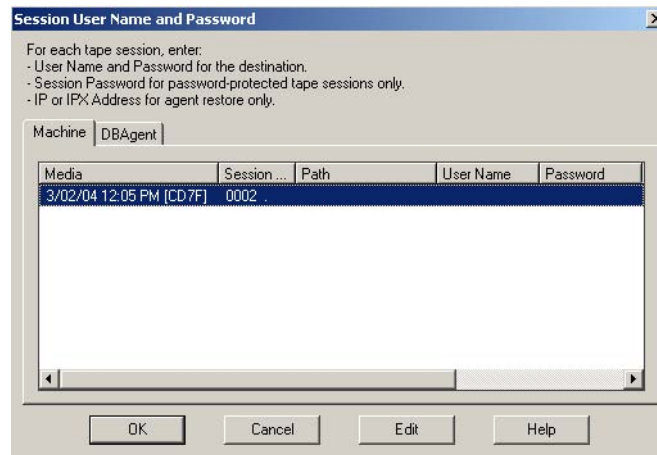 Session User Name and Password
For each tape session, enter:
- User Name and Password for the destination.
- Session Password for password-protected tape sessions only.
- IP or IPX Address for agent restore only.
Machine DBAgent
Media Session ... Path User Name Password
3/02/04 12:05 PM [CD7F] 0002 .
OK Cancel Edit Help